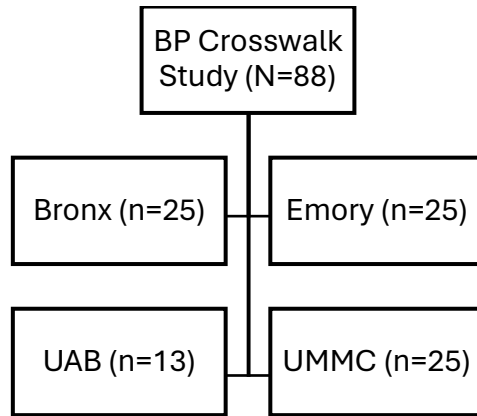 BP Crosswalk
Study (N=88)
Bronx (n=25)
Emory (n=25)
UAB (n=13)
UMMC (n=25)